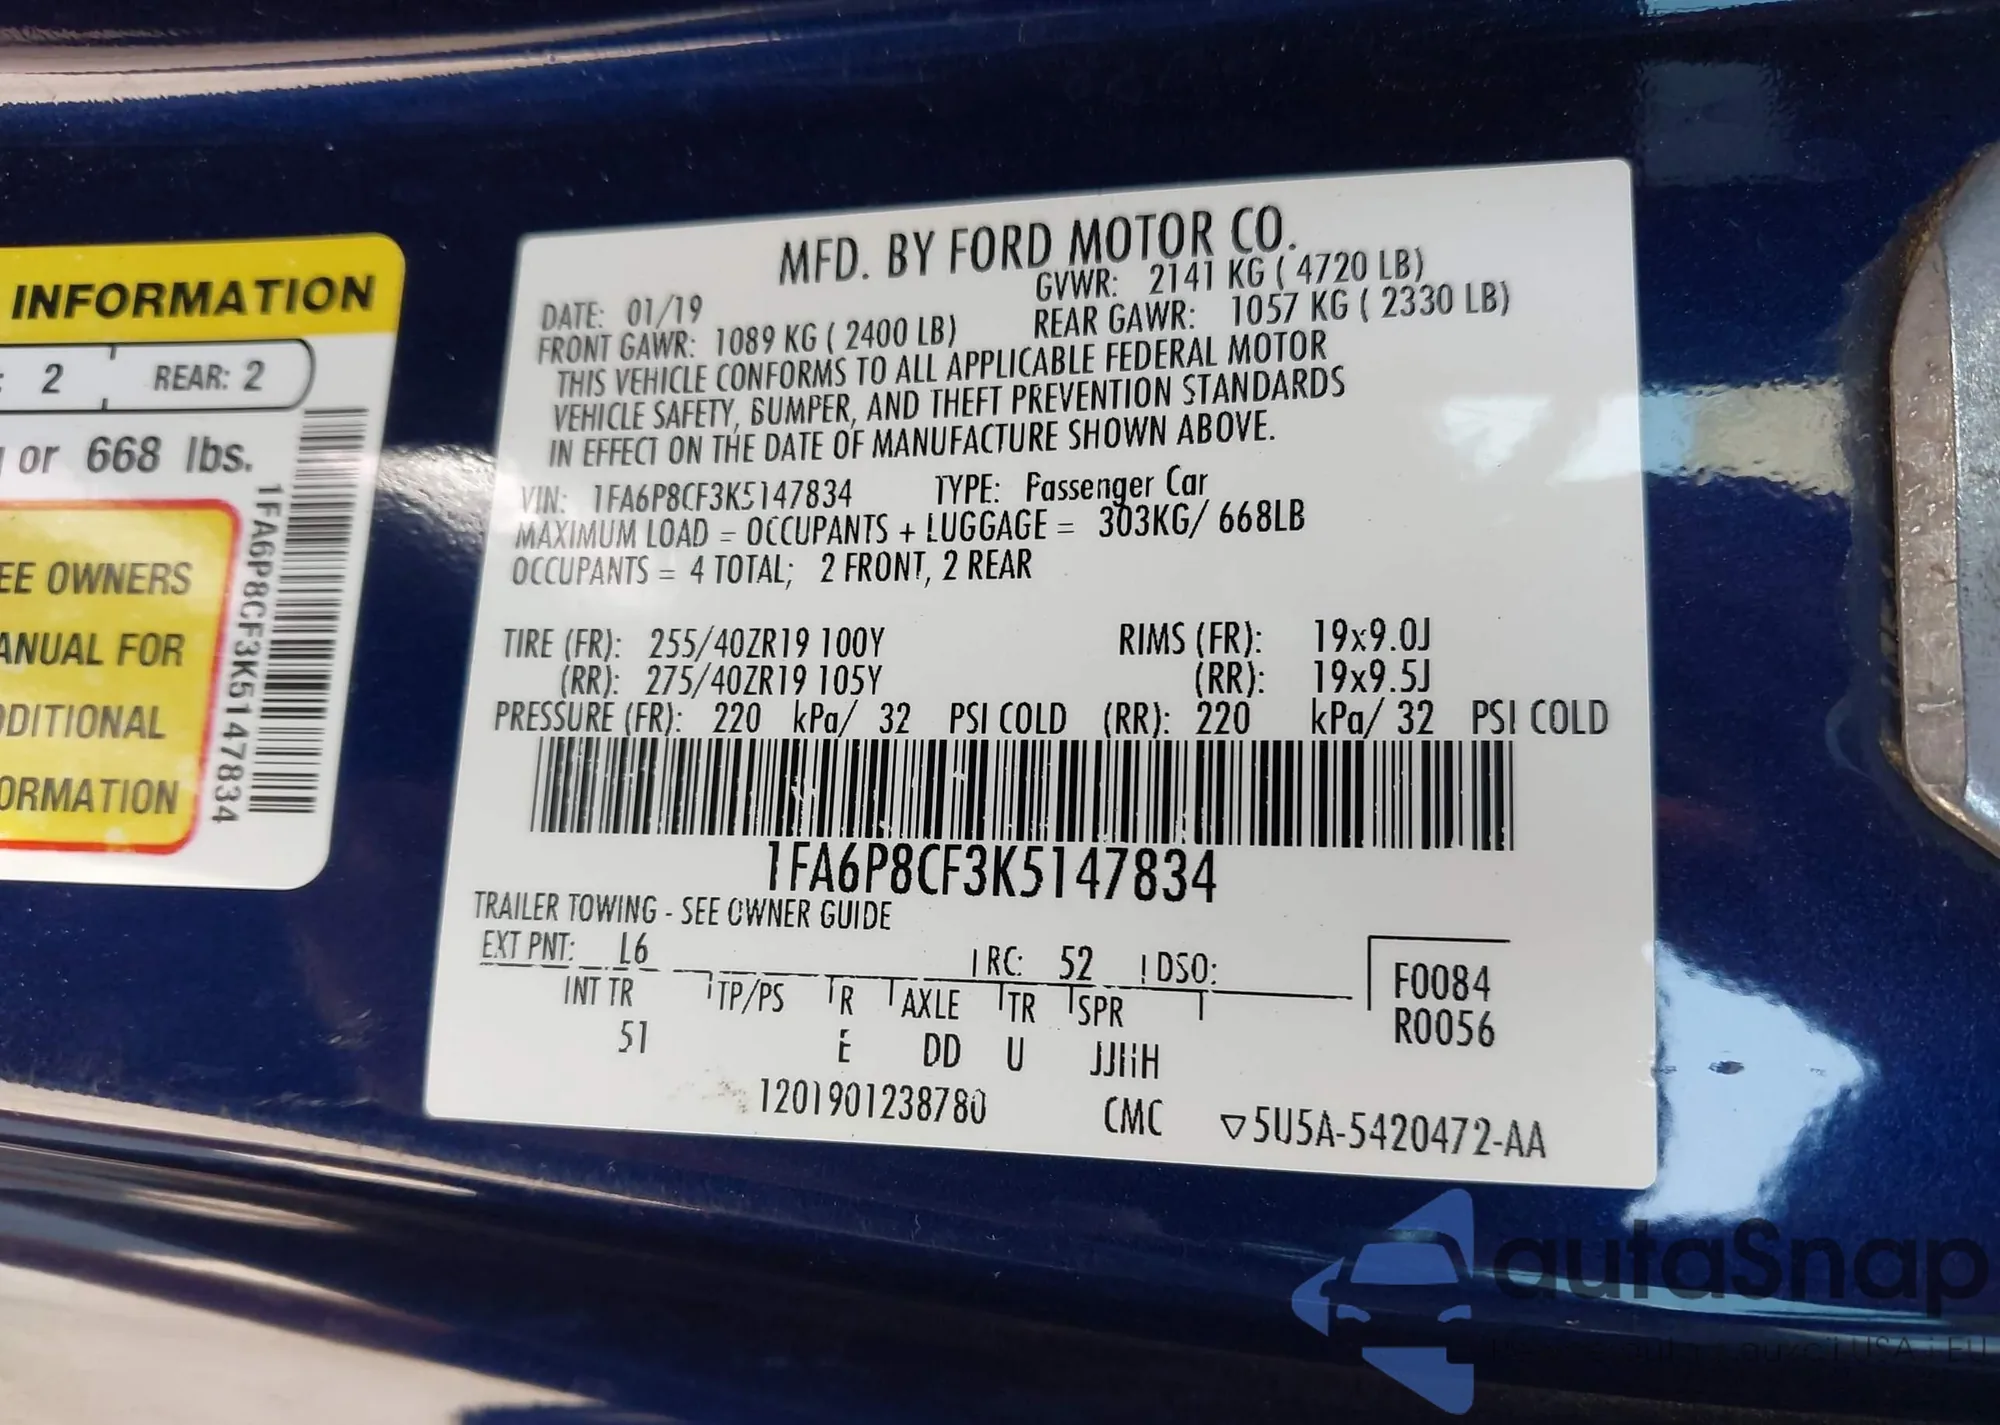 INFORMATION
2 REAR: 2
or 668 lbs.
EE OWNERS
ANUAL FOR
DDITIONAL
ORMATION
1FA6P8CF3K5147834
MFD. BY FORD MOTOR CO.
DATE: 01/19 GVWR: 2141 KG ( 4720 LB)
FRONT GAWR: 1089 KG ( 2400 LB) REAR GAWR: 1057 KG ( 2330 LB)
THIS VEHICLE CONFORMS TO ALL APPLICABLE FEDERAL MOTOR
VEHICLE SAFETY, BUMPER, AND THEFT PREVENTION STANDARDS
IN EFFECT ON THE DATE OF MANUFACTURE SHOWN ABOVE.
VIN: 1FA6P8CF3K5147834 TYPE: Passenger Car
MAXIMUM LOAD = OCCUPANTS + LUGGAGE = 303KG/ 668LB
OCCUPANTS = 4 TOTAL; 2 FRONT, 2 REAR
TIRE (FR): 255/40ZR19 100Y RIMS (FR): 19x9.0J
(RR): 275/40ZR19 105Y (RR): 19x9.5J
PRESSURE (FR): 220 kPa/ 32 PSI COLD (RR): 220 kPa/ 32 PSI COLD
1FA6P8CF3K5147834
TRAILER TOWING - SEE OWNER GUIDE
EXT PNT: L6 RC: 52 DSO:
INT TR TP/PS R AXLE TR SPR
51 E DD U JJHH
F0084
R0056
1201901238780 CMC ▽5U5A-5420472-AA
autaSnap